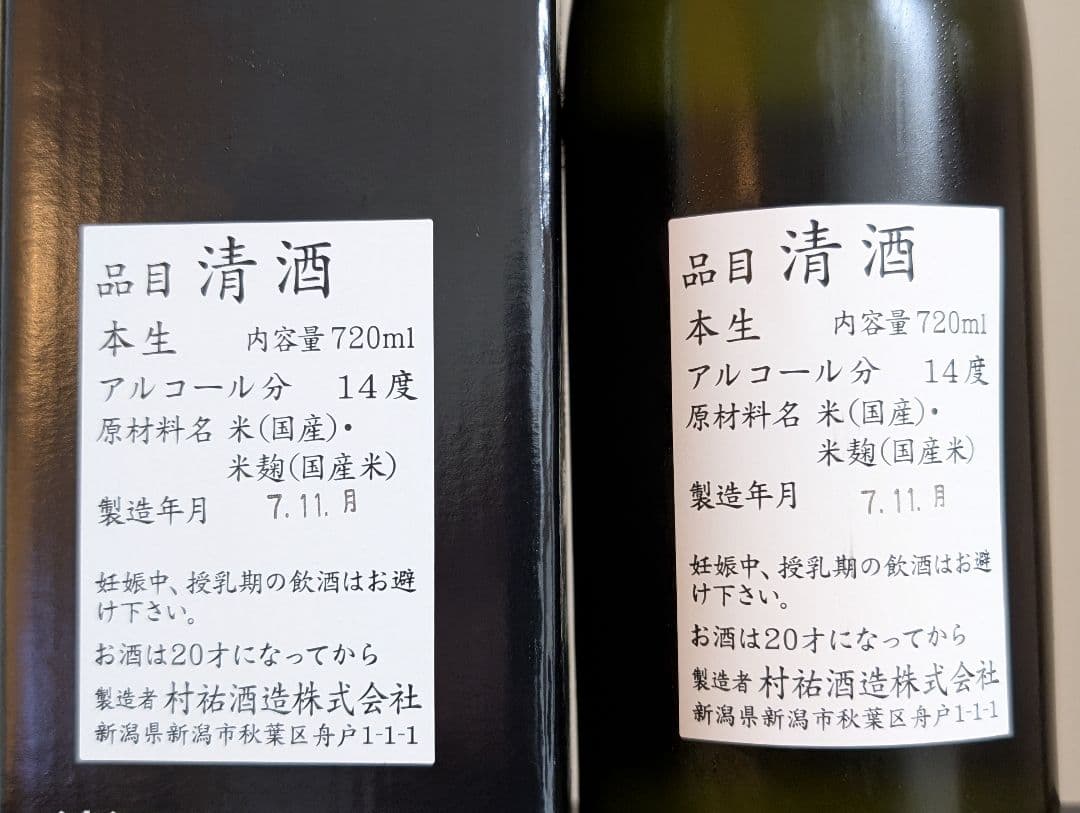 品目 清酒
本生 内容量720ml
アルコール分 14度
原材料名 米(国産)・
米麹(国産米)
製造年月 7.11.月
妊娠中、授乳期の飲酒はお避
け下さい。
お酒は20才になってから
製造者 村祐酒造株式会社
新潟県新潟市秋葉区舟戸1-1-1
品目 清酒
本生 内容量720ml
アルコール分 14度
原材料名 米(国産)・
米麹(国産米)
製造年月 7.11.月
妊娠中、授乳期の飲酒はお避
け下さい。
お酒は20才になってから
製造者 村祐酒造株式会社
新潟県新潟市秋葉区舟戸1-1-1